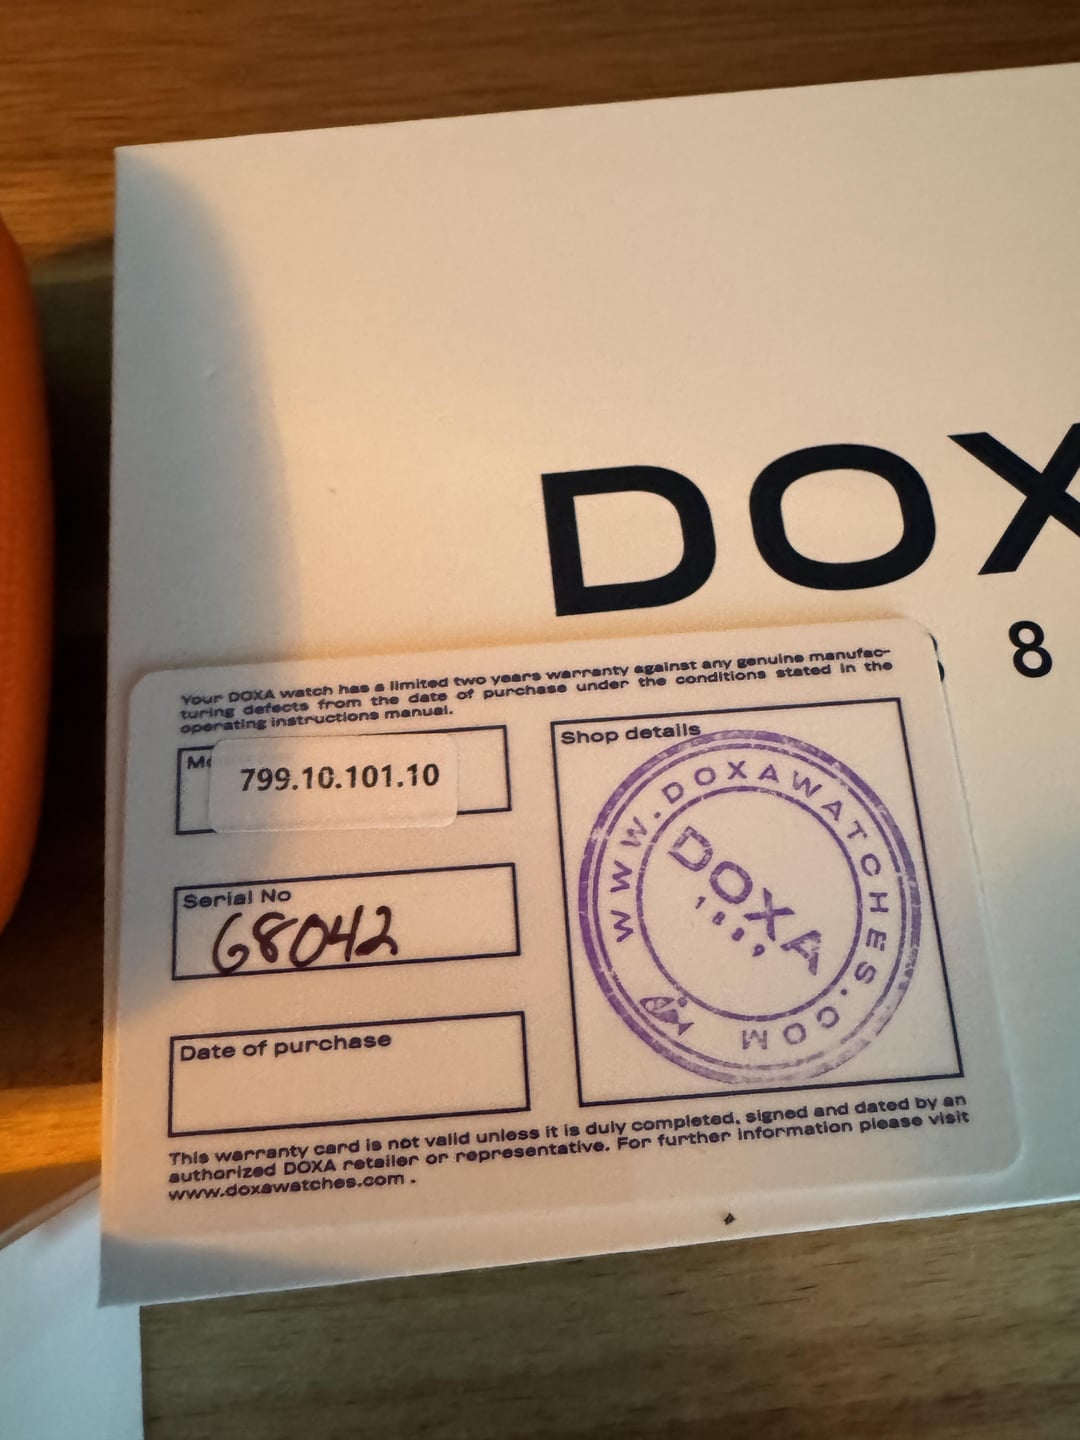 DOX
8
Your DOXA watch has a limited two years warranty against any genuine manufac-
turing defects from the date of purchase under the conditions stated in the
operating instructions manual.
799.10.101.10
Serial No
68042
Date of purchase
Shop details
WWW.DOXAWATCHES.COM
DOXA
1889
This warranty card is not valid unless it is duly completed, signed and dated by an
authorized DOXA retailer or representative. For further information please visit
www.doxawatches.com.